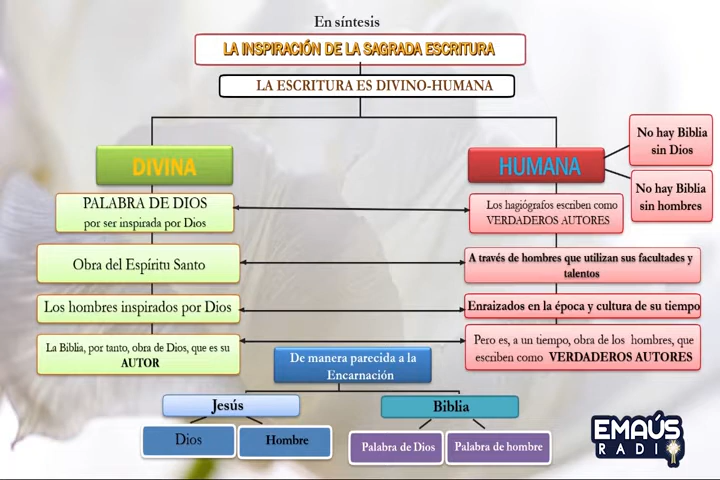 En síntesis
LA INSPIRACIÓN DE LA SAGRADA ESCRITURA
LA ESCRITURA ES DIVINO-HUMANA
DIVINA
HUMANA
No hay Biblia
sin Dios
No hay Biblia
sin hombres
PALABRA DE DIOS
por ser inspirada por Dios
Los hagiógrafos escriben como
VERDADEROS AUTORES
Obra del Espíritu Santo
A través de hombres que utilizan sus facultades y
talentos
Los hombres inspirados por Dios
Enraizados en la época y cultura de su tiempo
La Biblia, por tanto, obra de Dios, que es su
AUTOR
Pero es, a un tiempo, obra de los hombres, que
escriben como VERDADEROS AUTORES
De manera parecida a la
Encarnación
Jesús
Biblia
Dios
Hombre
Palabra de Dios
Palabra de hombre
EMAÚS
RADIO